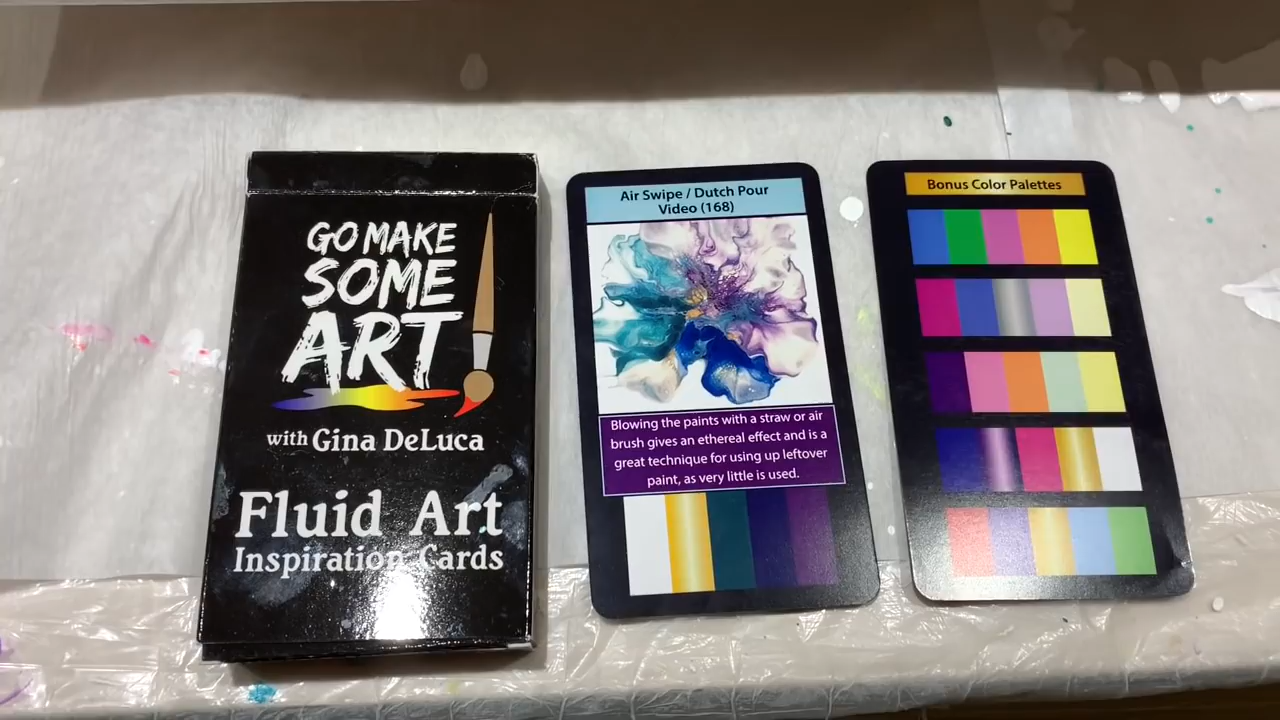 GO MAKE
SOME
ART
with Gina DeLuca
Fluid Art
Inspiration Cards
Air Swipe / Dutch Pour
Video (168)
Blowing the paints with a straw or air
brush gives an ethereal effect and is a
great technique for using up leftover
paint, as very little is used.
Bonus Color Palettes